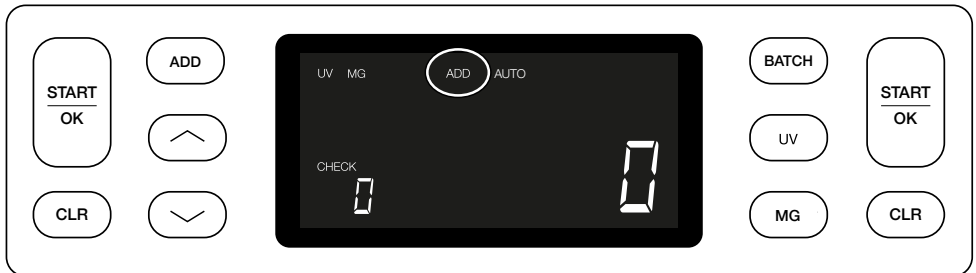 START
OK
CLR
ADD
UV MG ADD AUTO
CHECK
0
0
BATCH
UV
MG
START
OK
CLR